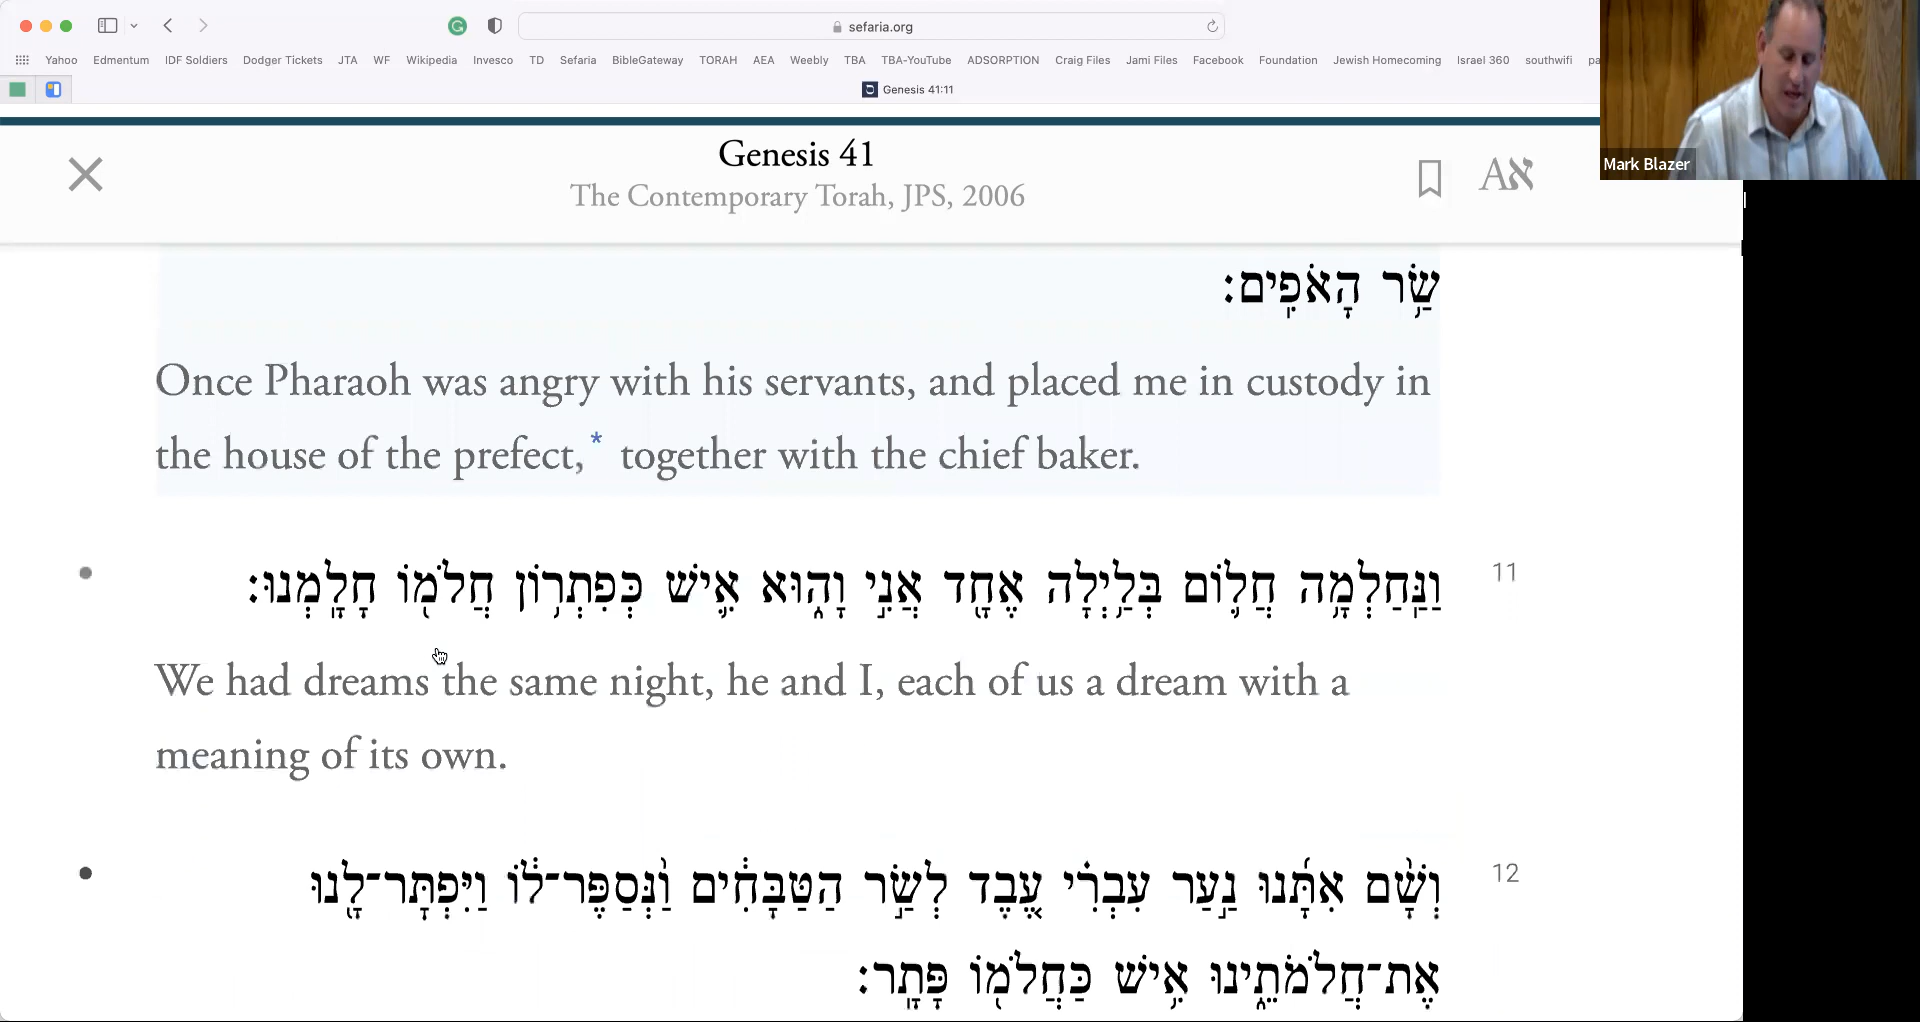 sefaria.org
Yahoo Edmentum IDF Soldiers Dodger Tickets JTA WF Wikipedia Invesco TD Sefaria BibleGateway TORAH AEA Weebly TBA TBA-YouTube ADSORPTION Craig Files Jami Files Facebook Foundation Jewish Homecoming Israel 360 southwifi
Genesis 41:11
Mark Blazer
Genesis 41
The Contemporary Torah, JPS, 2006
Aא
שַׂ֥ר הָאֹפִֽים׃
Once Pharaoh was angry with his servants, and placed me in custody in
the house of the prefect,* together with the chief baker.
11
וַנַּֽחַלְמָ֥ה חֲל֛וֹם בְּלַ֥יְלָה אֶחָ֖ד אֲנִ֣י וָה֑וּא אִ֛ישׁ כְּפִתְר֥וֹן חֲלֹמ֖וֹ חָלָֽמְנוּ׃
We had dreams the same night, he and I, each of us a dream with a
meaning of its own.
12
וְשָׁ֨ם אִתָּ֜נוּ נַ֣עַר עִבְרִ֗י עֶ֚בֶד לְשַׂ֣ר הַטַּבָּחִ֔ים וַ֨נְּסַפֶּר־ל֔וֹ וַיִּפְתׇּר־לָ֖נוּ
אֶת־חֲלֹמֹתֵ֑ינוּ אִ֥ישׁ כַּחֲלֹמ֖וֹ פָּתָֽר׃